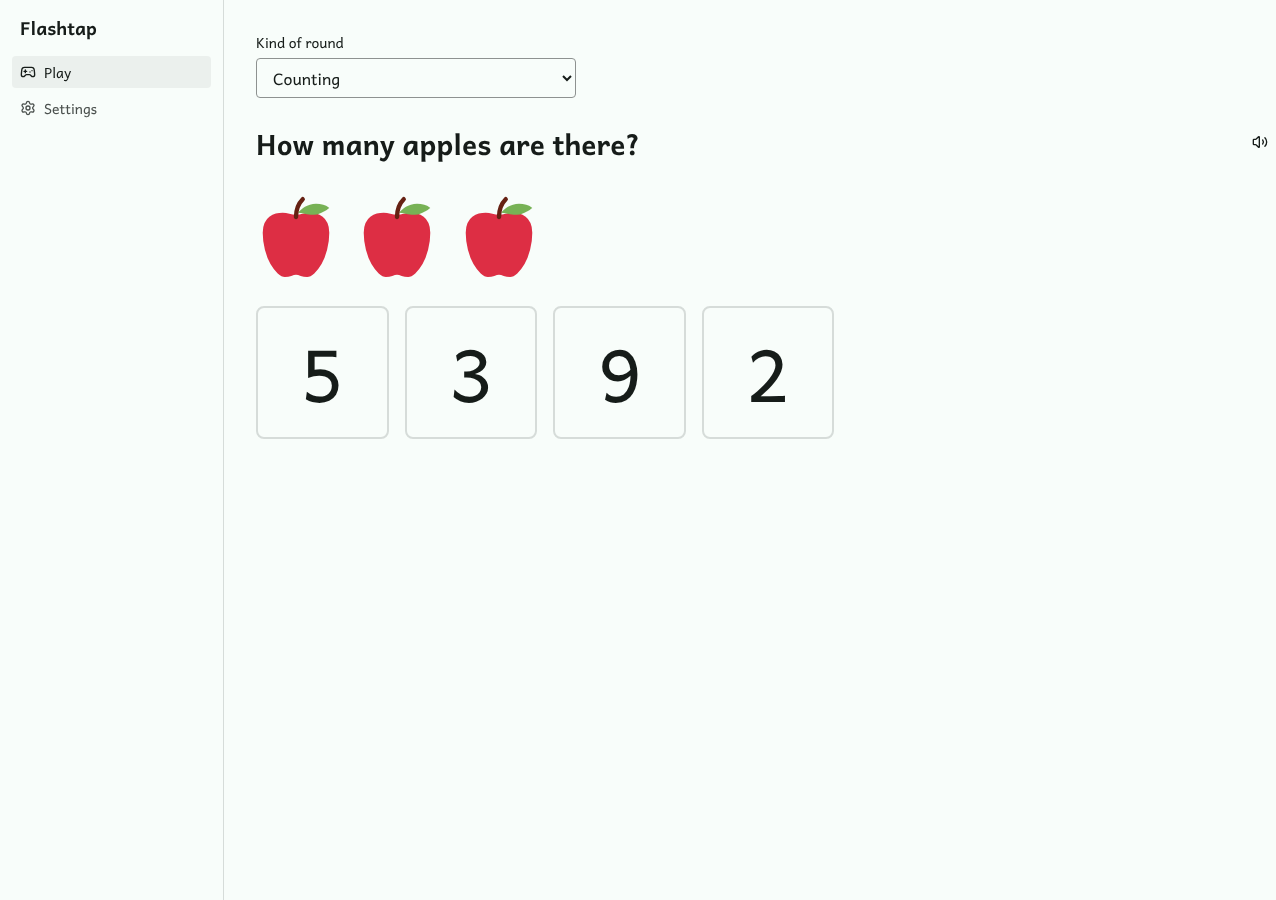 Flashtap
Play
Settings
Kind of round
Counting
How many apples are there?
5
3
9
2